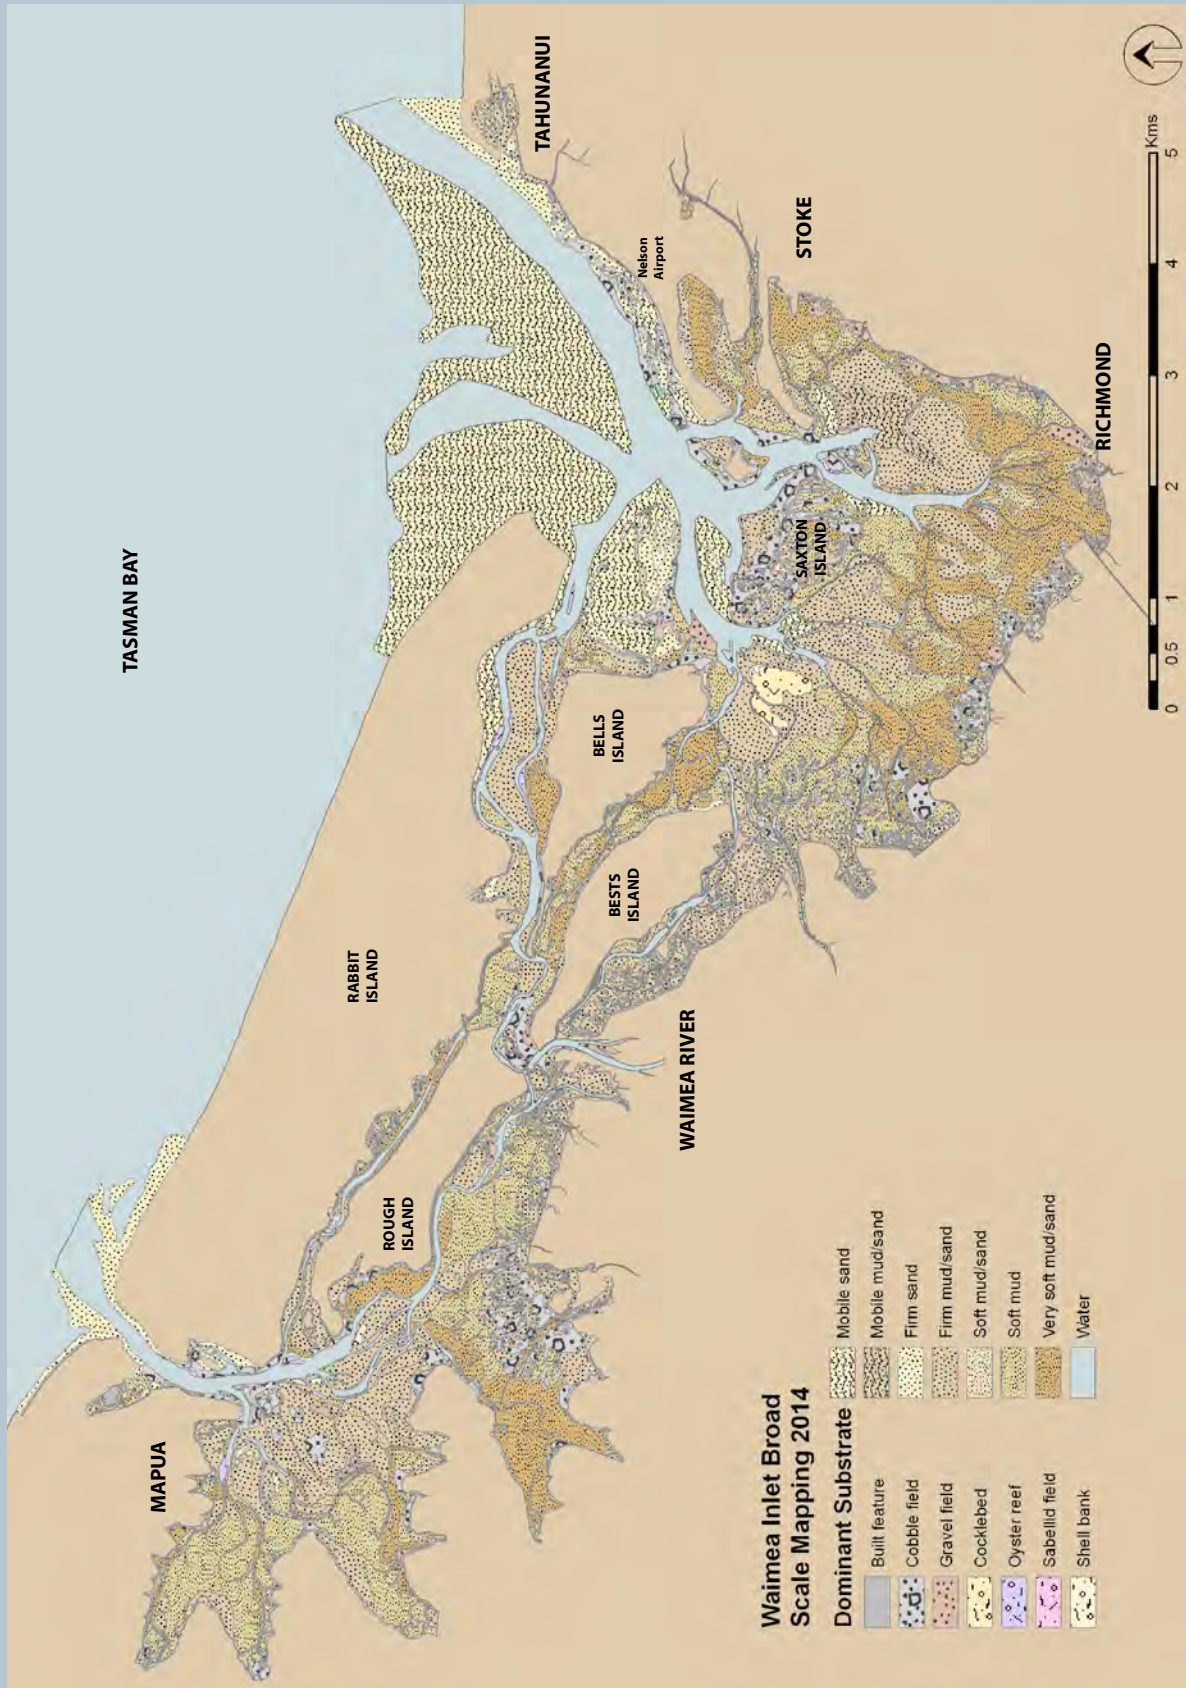 TASMAN BAY
TAHUNANUI
Nelson
Airport
STOKE
RICHMOND
SAXTON
ISLAND
BELLS
ISLAND
BESTS
ISLAND
RABBIT
ISLAND
WAIMEA RIVER
ROUGH
ISLAND
MAPUA
Waimea Inlet Broad
Scale Mapping 2014
Dominant Substrate
Built feature
Cobble field
Gravel field
Cocklebed
Oyster reef
Sabellid field
Shell bank
Mobile sand
Mobile mud/sand
Firm sand
Firm mud/sand
Soft mud/sand
Soft mud
Very soft mud/sand
Water
0 0.5 1 2 3 4 5
Kms